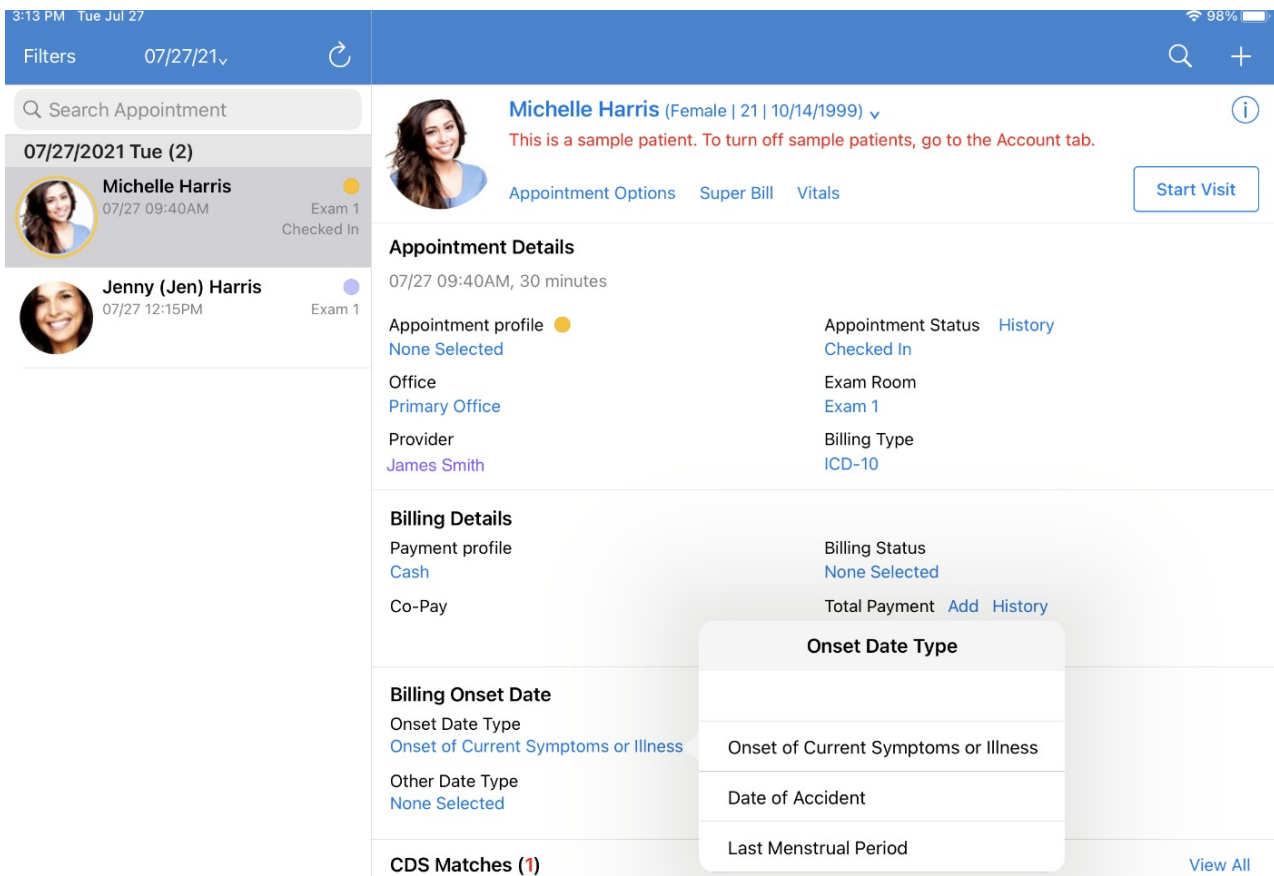 3:13 PM Tue Jul 27
98%
Filters 07/27/21
Search Appointment
07/27/2021 Tue (2)
Michelle Harris
07/27 09:40AM Exam 1
Checked In
Jenny (Jen) Harris
07/27 12:15PM Exam 1
Michelle Harris (Female | 21 | 10/14/1999)
This is a sample patient. To turn off sample patients, go to the Account tab.
Appointment Options Super Bill Vitals
Start Visit
Appointment Details
07/27 09:40AM, 30 minutes
Appointment profile Appointment Status History
None Selected Checked In
Office Exam Room
Primary Office Exam 1
Provider Billing Type
James Smith ICD-10
Billing Details
Payment profile Billing Status
Cash None Selected
Co-Pay Total Payment Add History
Billing Onset Date
Onset Date Type
Onset of Current Symptoms or Illness
Other Date Type
None Selected
Onset Date Type
Onset of Current Symptoms or Illness
Date of Accident
Last Menstrual Period
CDS Matches (1) View All